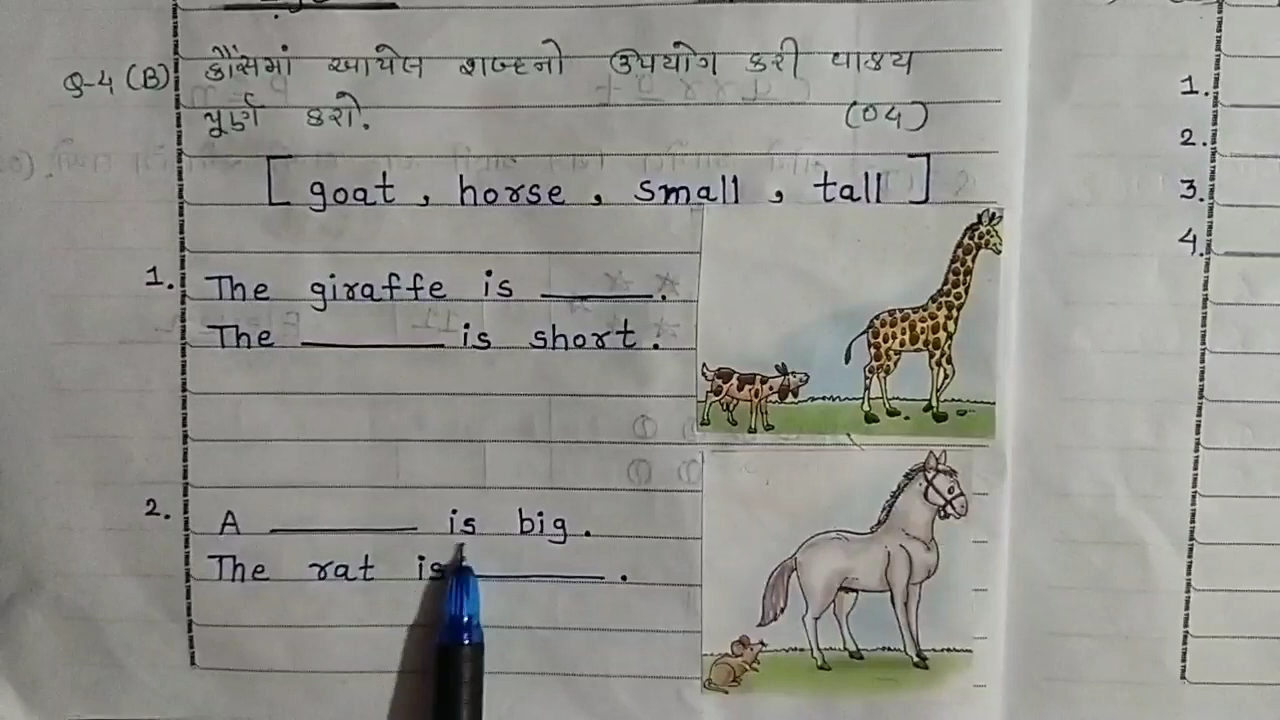 Q-4 (B) કૌંસમાં આપેલ શબ્દનો ઉપયોગ કરી વાક્ય
પૂર્ણ કરો. (04)
[ goat , horse , small , tall ]
1. The giraffe is ______.
The ______ is short.
2. A ______ is big.
The rat is ______.
1.
2.
3.
4.